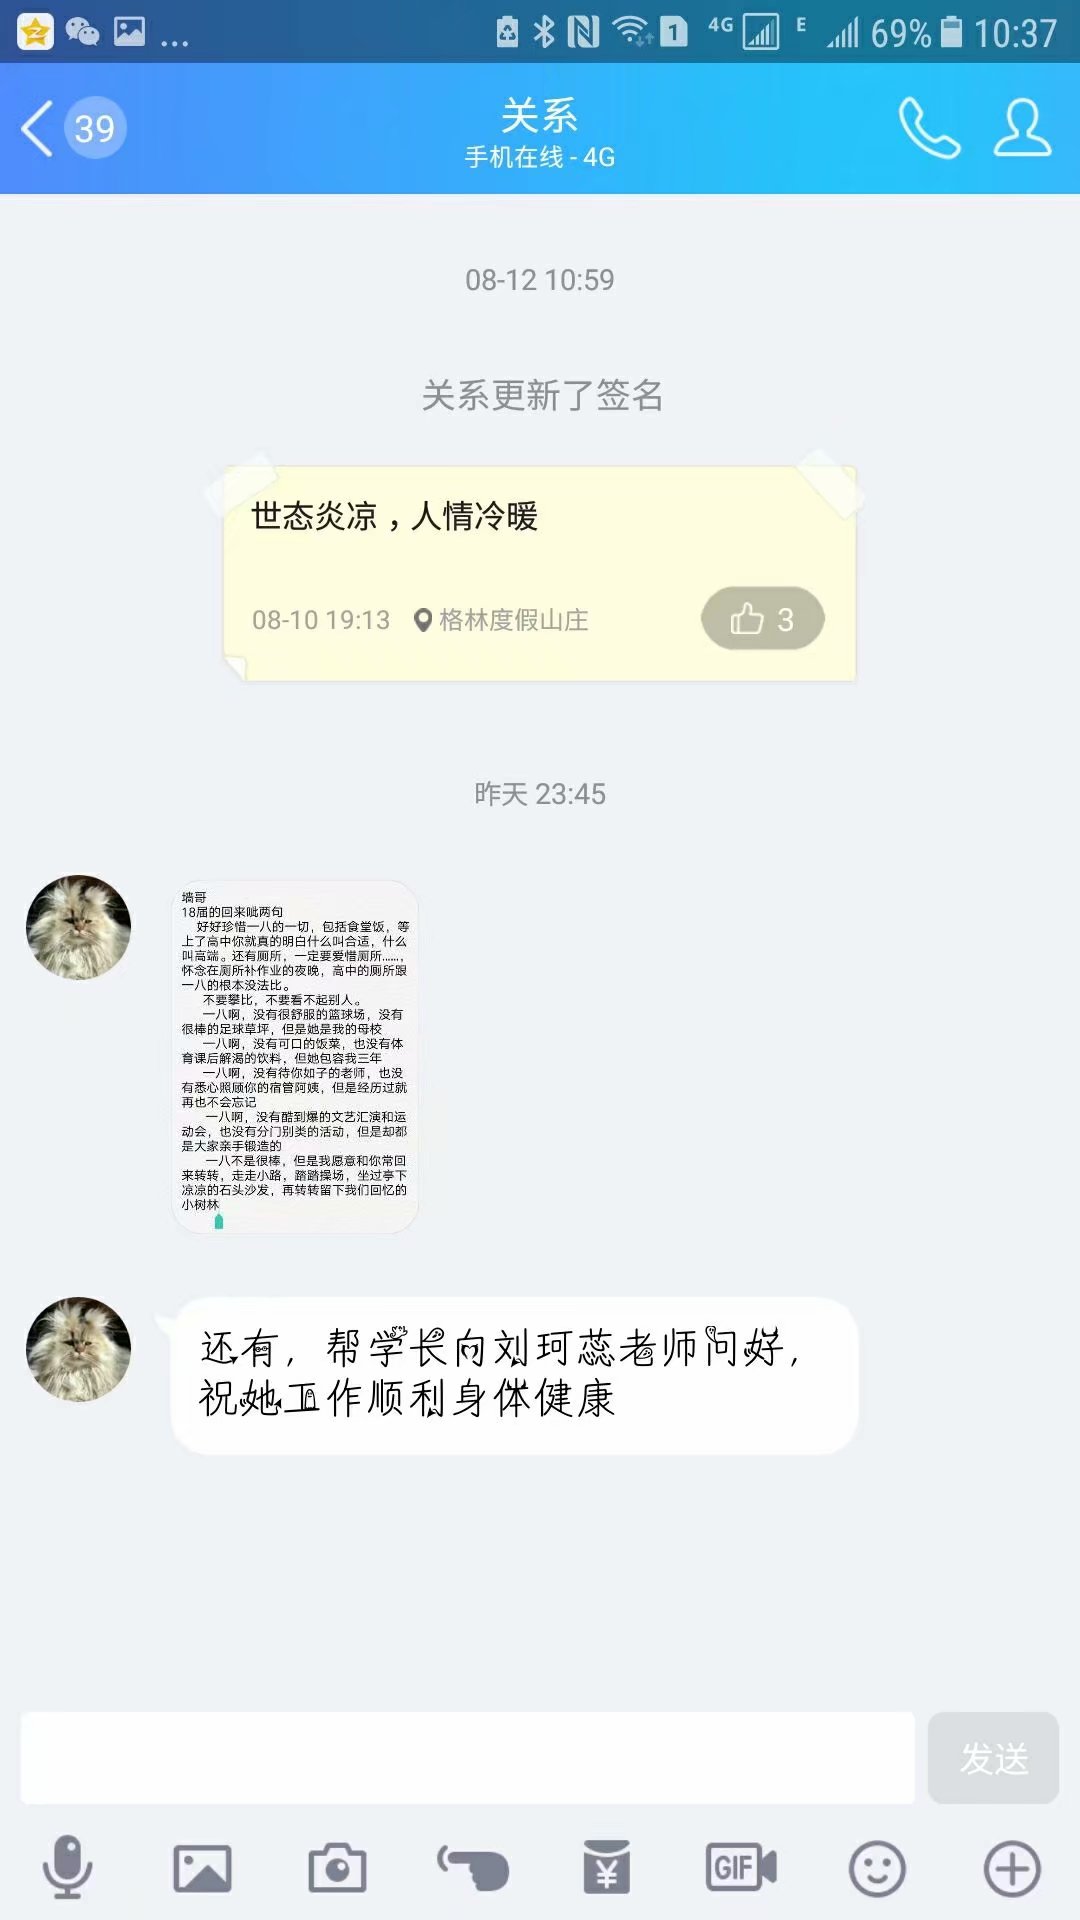 ...
4G
E
69%
10:37
39
关系
手机在线 - 4G
08-12 10:59
关系更新了签名
世态炎凉，人情冷暖
08-10 19:13 格林度假山庄
3
昨天 23:45
墙哥
18届的回来呲两句
好好珍惜一八的一切，包括食堂饭，等
上了高中你就真的明白什么叫合适，什么
叫高端。还有厕所，一定要爱惜厕所……，
怀念在厕所补作业的夜晚，高中的厕所跟
一八的根本没法比。
不要攀比，不要看不起别人。
一八啊，没有很舒服的篮球场，没有
很棒的足球草坪，但是她是我的母校
一八啊，没有可口的饭菜，也没有体
育课后解渴的饮料，但她包容我三年
一八啊，没有待你如子的老师，也没
有悉心照顾你的宿管阿姨，但是经历过就
再也不会忘记
一八啊，没有酷到爆的文艺汇演和运
动会，也没有分门别类的活动，但是却都
是大家亲手锻造的
一八不是很棒，但是我愿意和你常回
来转转，走走小路，踏踏操场，坐过亭下
凉凉的石头沙发，再转转留下我们回忆的
小树林
还有，帮学长向刘珂蕊老师问好，
祝她工作顺利身体健康
发送
GIF